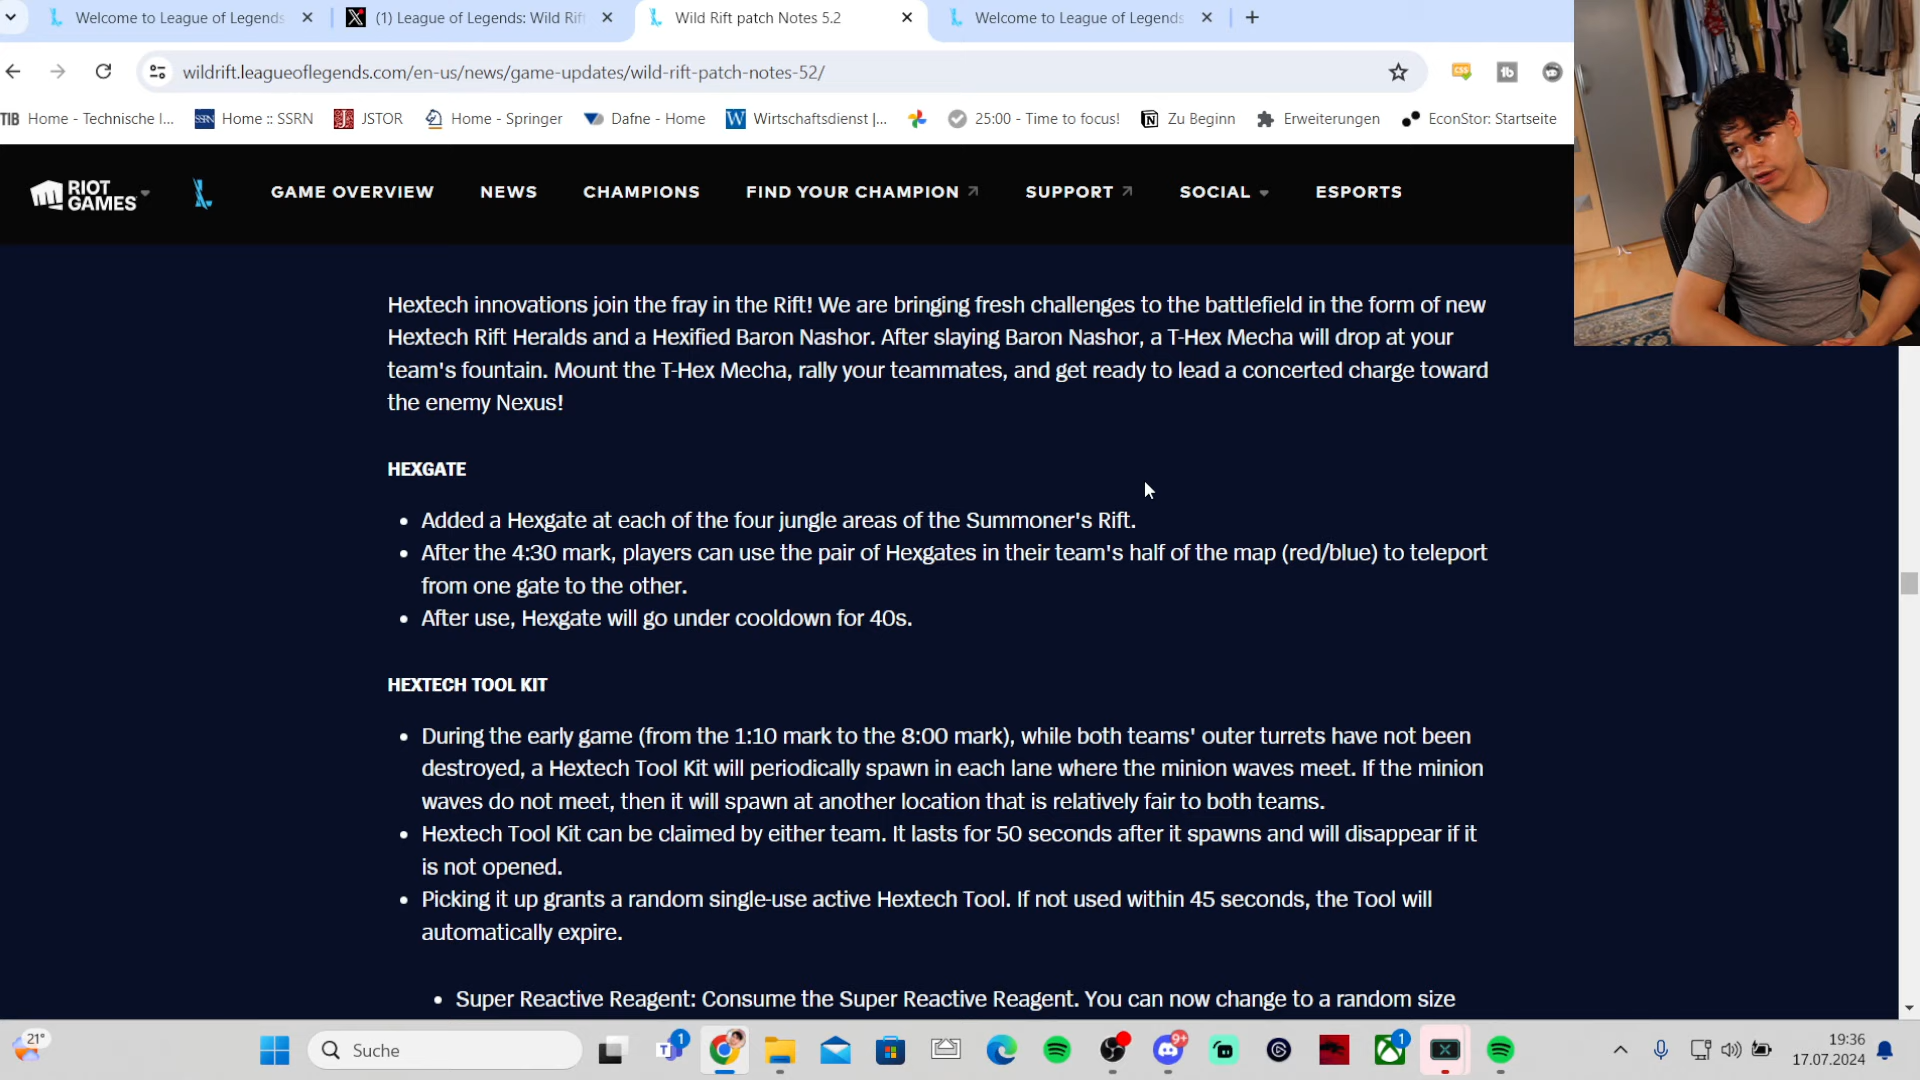 Welcome to League of Legends
(1) League of Legends: Wild Rif
Wild Rift patch Notes 5.2
Welcome to League of Legends
wildrift.leagueoflegends.com/en-us/news/game-updates/wild-rift-patch-notes-52/
TIB Home - Technische I...
SSRN Home :: SSRN
JSTOR
Home - Springer
Dafne - Home
W Wirtschaftsdienst |...
25:00 - Time to focus!
Zu Beginn
Erweiterungen
EconStor: Startseite
RIOT GAMES
GAME OVERVIEW
NEWS
CHAMPIONS
FIND YOUR CHAMPION
SUPPORT
SOCIAL
ESPORTS
Hextech innovations join the fray in the Rift! We are bringing fresh challenges to the battlefield in the form of new
Hextech Rift Heralds and a Hexified Baron Nashor. After slaying Baron Nashor, a T-Hex Mecha will drop at your
team's fountain. Mount the T-Hex Mecha, rally your teammates, and get ready to lead a concerted charge toward
the enemy Nexus!
HEXGATE
• Added a Hexgate at each of the four jungle areas of the Summoner's Rift.
• After the 4:30 mark, players can use the pair of Hexgates in their team's half of the map (red/blue) to teleport
from one gate to the other.
• After use, Hexgate will go under cooldown for 40s.
HEXTECH TOOL KIT
• During the early game (from the 1:10 mark to the 8:00 mark), while both teams' outer turrets have not been
destroyed, a Hextech Tool Kit will periodically spawn in each lane where the minion waves meet. If the minion
waves do not meet, then it will spawn at another location that is relatively fair to both teams.
• Hextech Tool Kit can be claimed by either team. It lasts for 50 seconds after it spawns and will disappear if it
is not opened.
• Picking it up grants a random single-use active Hextech Tool. If not used within 45 seconds, the Tool will
automatically expire.
• Super Reactive Reagent: Consume the Super Reactive Reagent. You can now change to a random size
21°
Suche
1
9+
1
19:36
17.07.2024